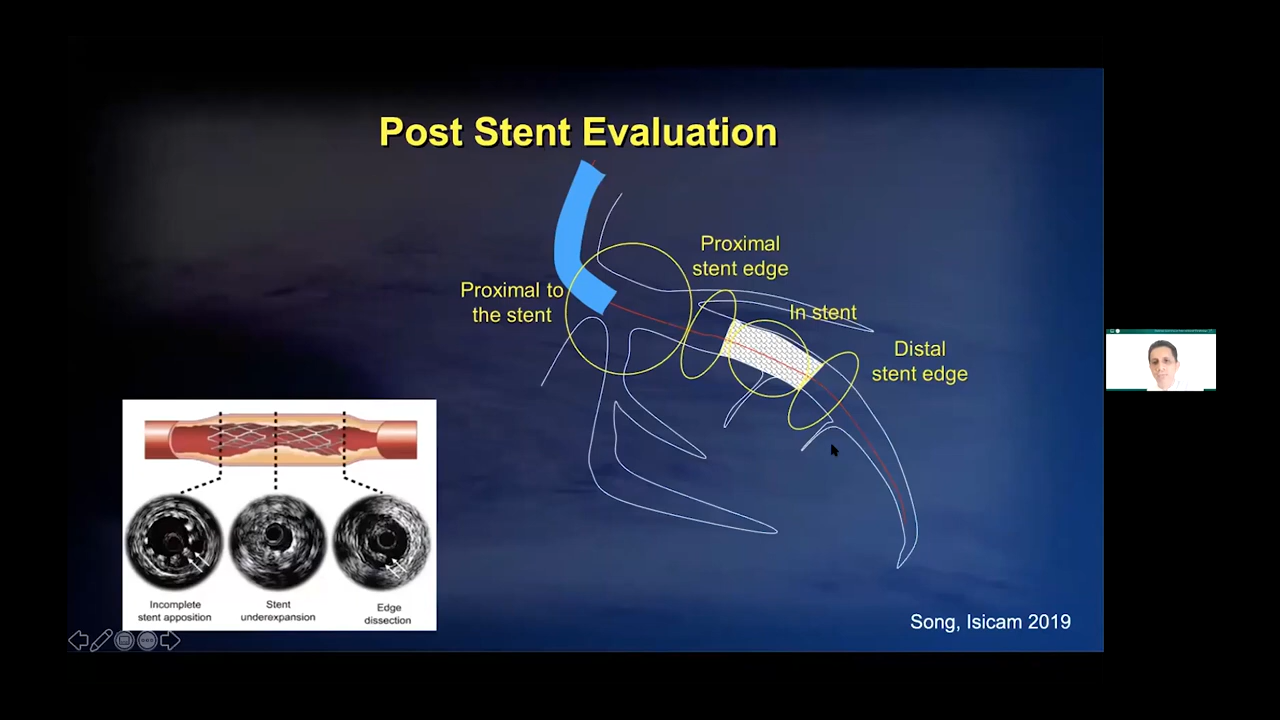 Post Stent Evaluation
Proximal
stent edge
Proximal to
the stent
In stent
Distal
stent edge
Incomplete
stent apposition
Stent
underexpansion
Edge
dissection
Song, Isicam 2019